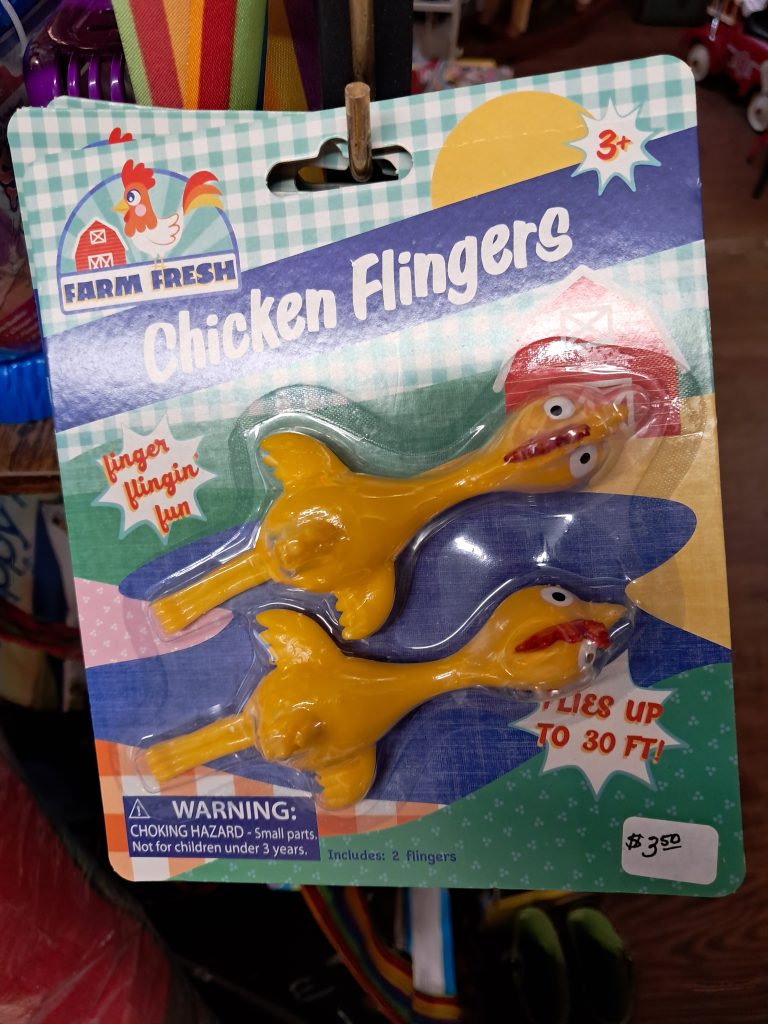 3+
FARM FRESH
Chicken Flingers
finger
flingin'
fun
FLIES UP
TO 30 FT!
WARNING:
CHOKING HAZARD - Small parts.
Not for children under 3 years.
Includes: 2 flingers
$3.50